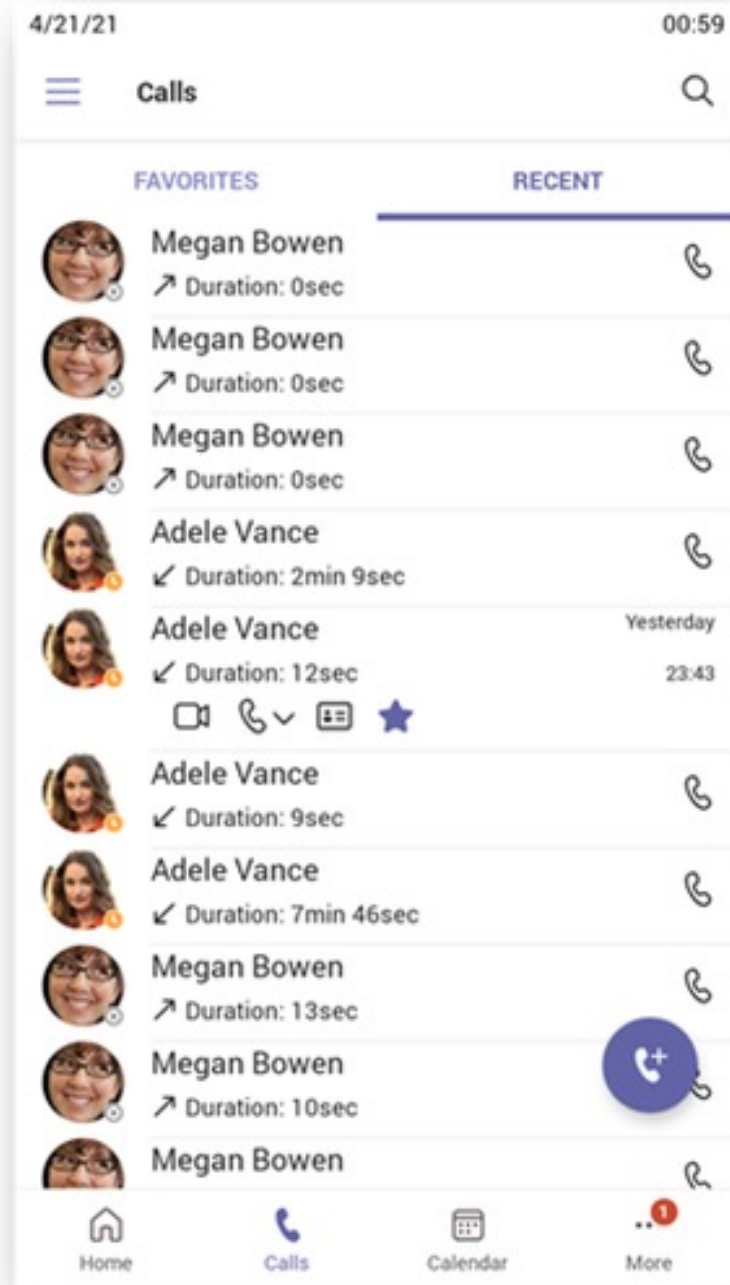 4/21/21 00:59
Calls
FAVORITES RECENT
Megan Bowen
Duration: 0sec
Megan Bowen
Duration: 0sec
Megan Bowen
Duration: 0sec
Adele Vance
Duration: 2min 9sec
Adele Vance Yesterday
Duration: 12sec 23:43
Adele Vance
Duration: 9sec
Adele Vance
Duration: 7min 46sec
Megan Bowen
Duration: 13sec
Megan Bowen
Duration: 10sec
Megan Bowen
1
Home Calls Calendar More